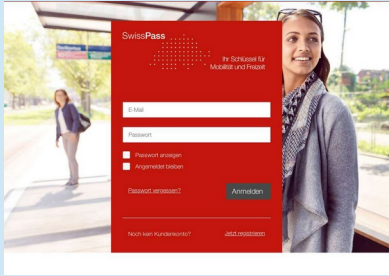 SwissPass
Ihr Schlüssel für
Mobilität und Freizeit
E-Mail
Passwort
Passwort anzeigen
Angemeldet bleiben
Passwort vergessen?
Anmelden
Noch kein Kundenkonto?
Jetzt registrieren